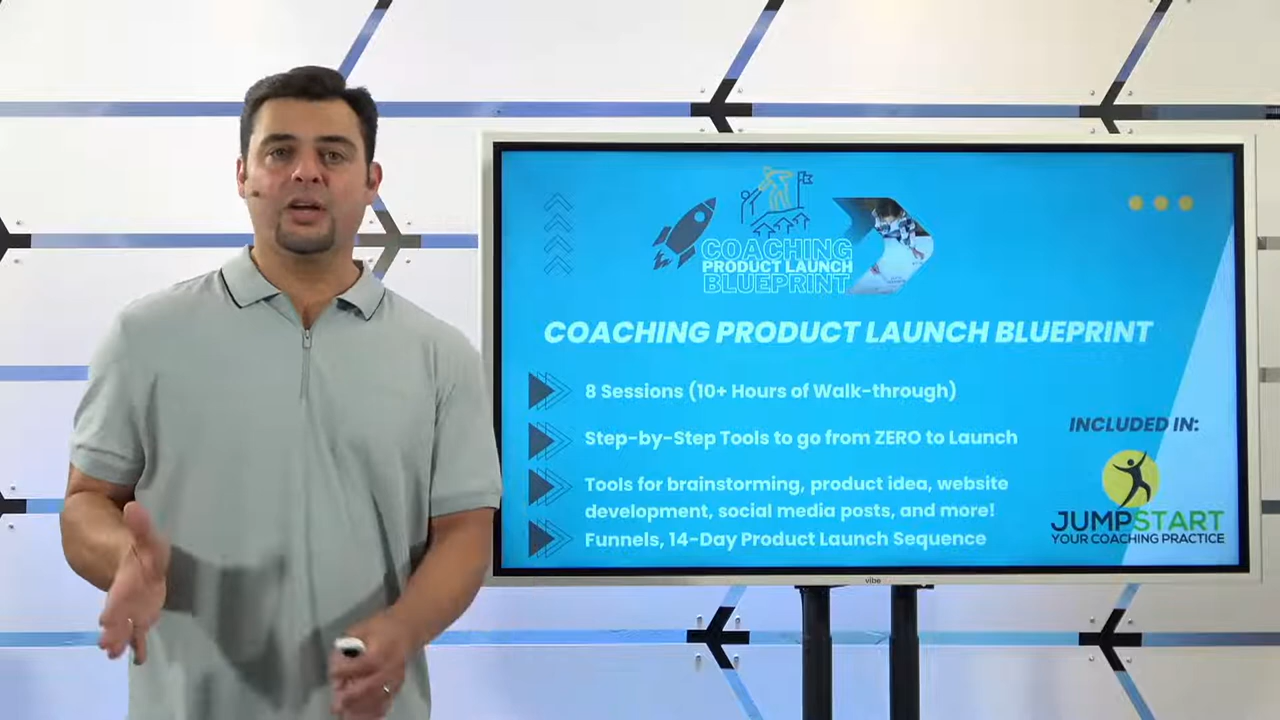 COACHING
PRODUCT LAUNCH
BLUEPRINT
COACHING PRODUCT LAUNCH BLUEPRINT
8 Sessions (10+ Hours of Walk-through)
Step-by-Step Tools to go from ZERO to Launch
Tools for brainstorming, product idea, website
development, social media posts, and more!
Funnels, 14-Day Product Launch Sequence
INCLUDED IN:
JUMPSTART
YOUR COACHING PRACTICE
vibe